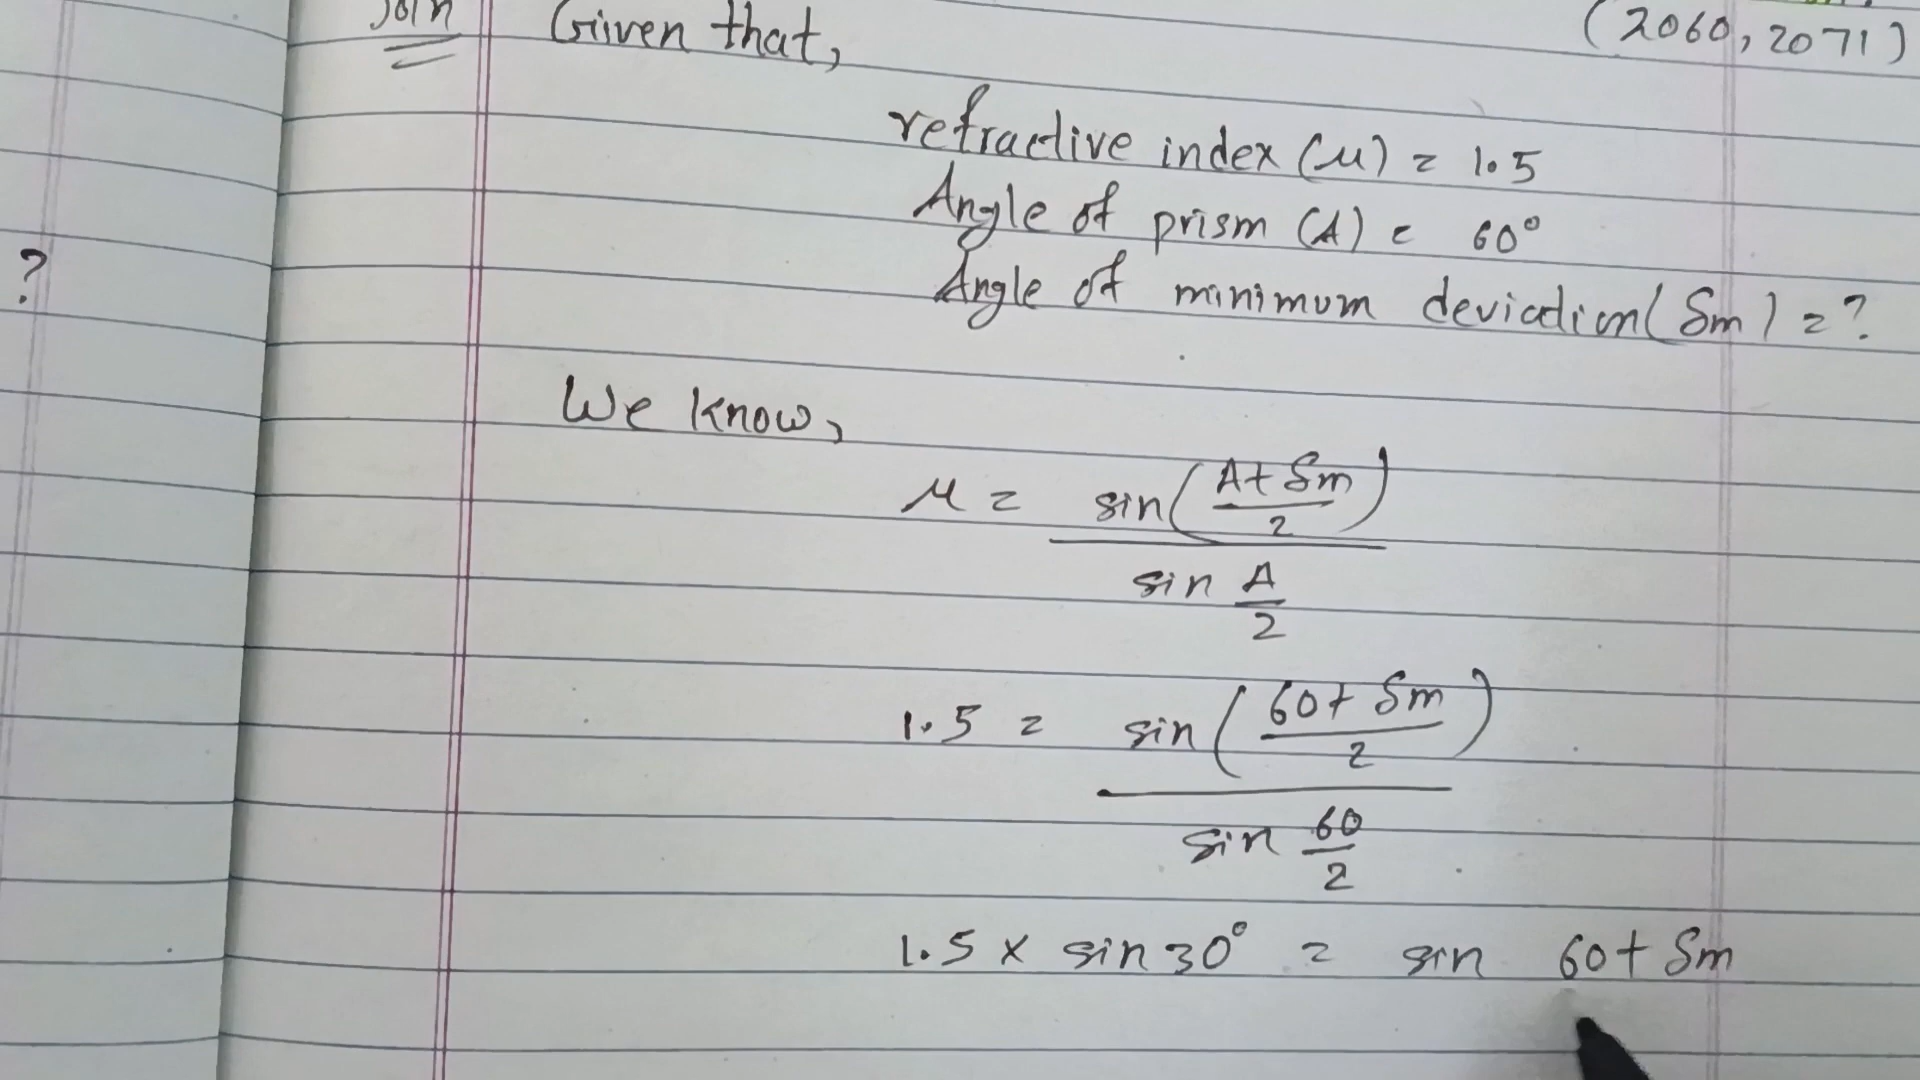 Soln Given that,
(2060, 2071)
refractive index (μ) = 1.5
Angle of prism (A) = 60°
?
Angle of minimum deviation (δm) = ?
We know,
μ = sin((A + δm)/2) / sin A/2
1.5 = sin((60 + δm)/2) / sin 60/2
1.5 × sin 30° = sin 60 + δm